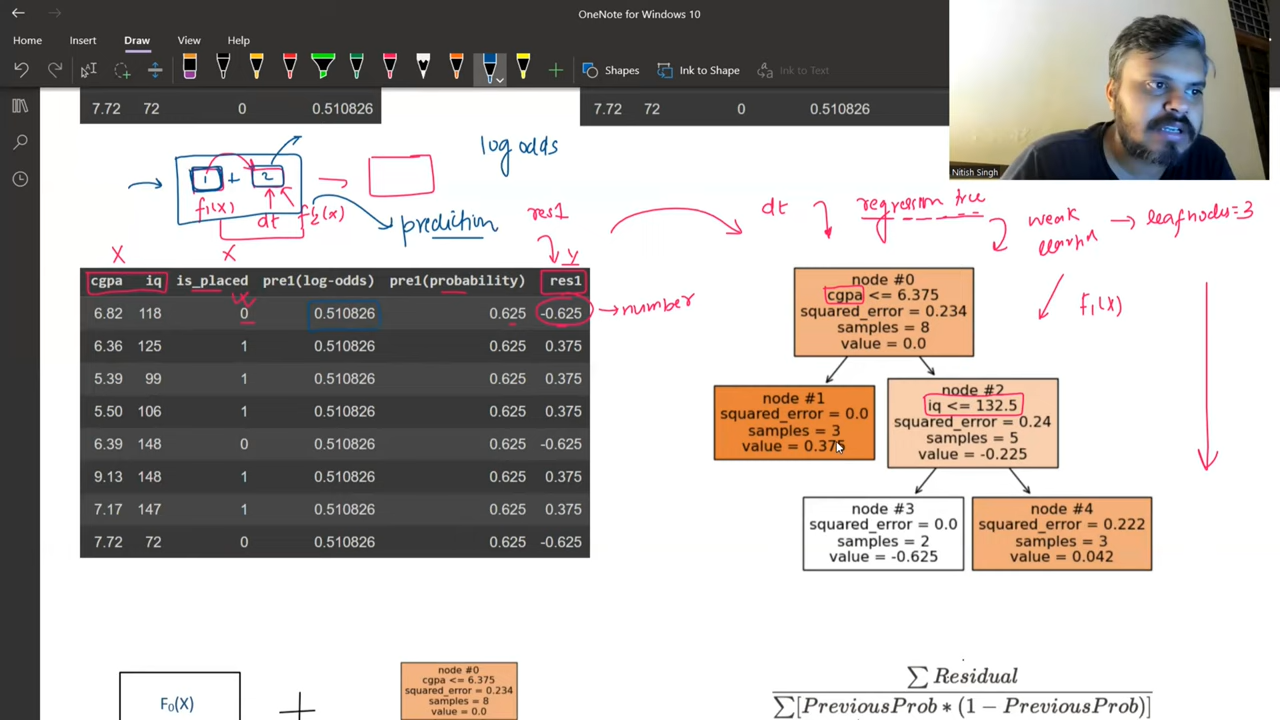 OneNote for Windows 10
Home Insert Draw View Help
Shapes Ink to Shape Ink to Text
7.72 72 0 0.510826
7.72 72 0 0.510826
Nitish Singh
log odds
1 + 2
f1(x) dt f2(x)
prediction
X
X
res1
y
dt
regression tree
weak
→ leaf nodes=3
F1(X)
cgpa iq is_placed pre1(log-odds) pre1(probability) res1
6.82 118 0 0.510826 0.625 -0.625
6.36 125 1 0.510826 0.625 0.375
5.39 99 1 0.510826 0.625 0.375
5.50 106 1 0.510826 0.625 0.375
6.39 148 0 0.510826 0.625 -0.625
9.13 148 1 0.510826 0.625 0.375
7.17 147 1 0.510826 0.625 0.375
7.72 72 0 0.510826 0.625 -0.625
→ number
node #0
cgpa <= 6.375
squared_error = 0.234
samples = 8
value = 0.0
node #1
squared_error = 0.0
samples = 3
value = 0.375
node #2
iq <= 132.5
squared_error = 0.24
samples = 5
value = -0.225
node #3
squared_error = 0.0
samples = 2
value = -0.625
node #4
squared_error = 0.222
samples = 3
value = 0.042
F0(X)
+
node #0
cgpa <= 6.375
squared_error = 0.234
samples = 8
value = 0.0
∑ Residual
∑[PreviousProb * (1 − PreviousProb)]